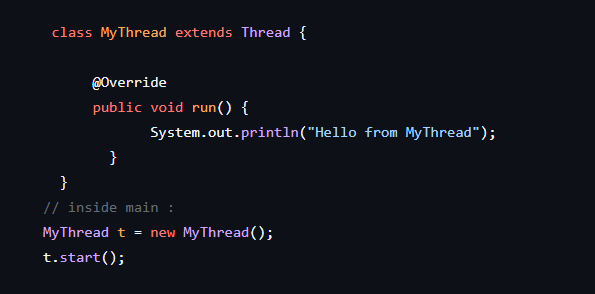 class MyThread extends Thread {
@Override
public void run() {
System.out.println("Hello from MyThread");
}
}
// inside main :
MyThread t = new MyThread();
t.start();